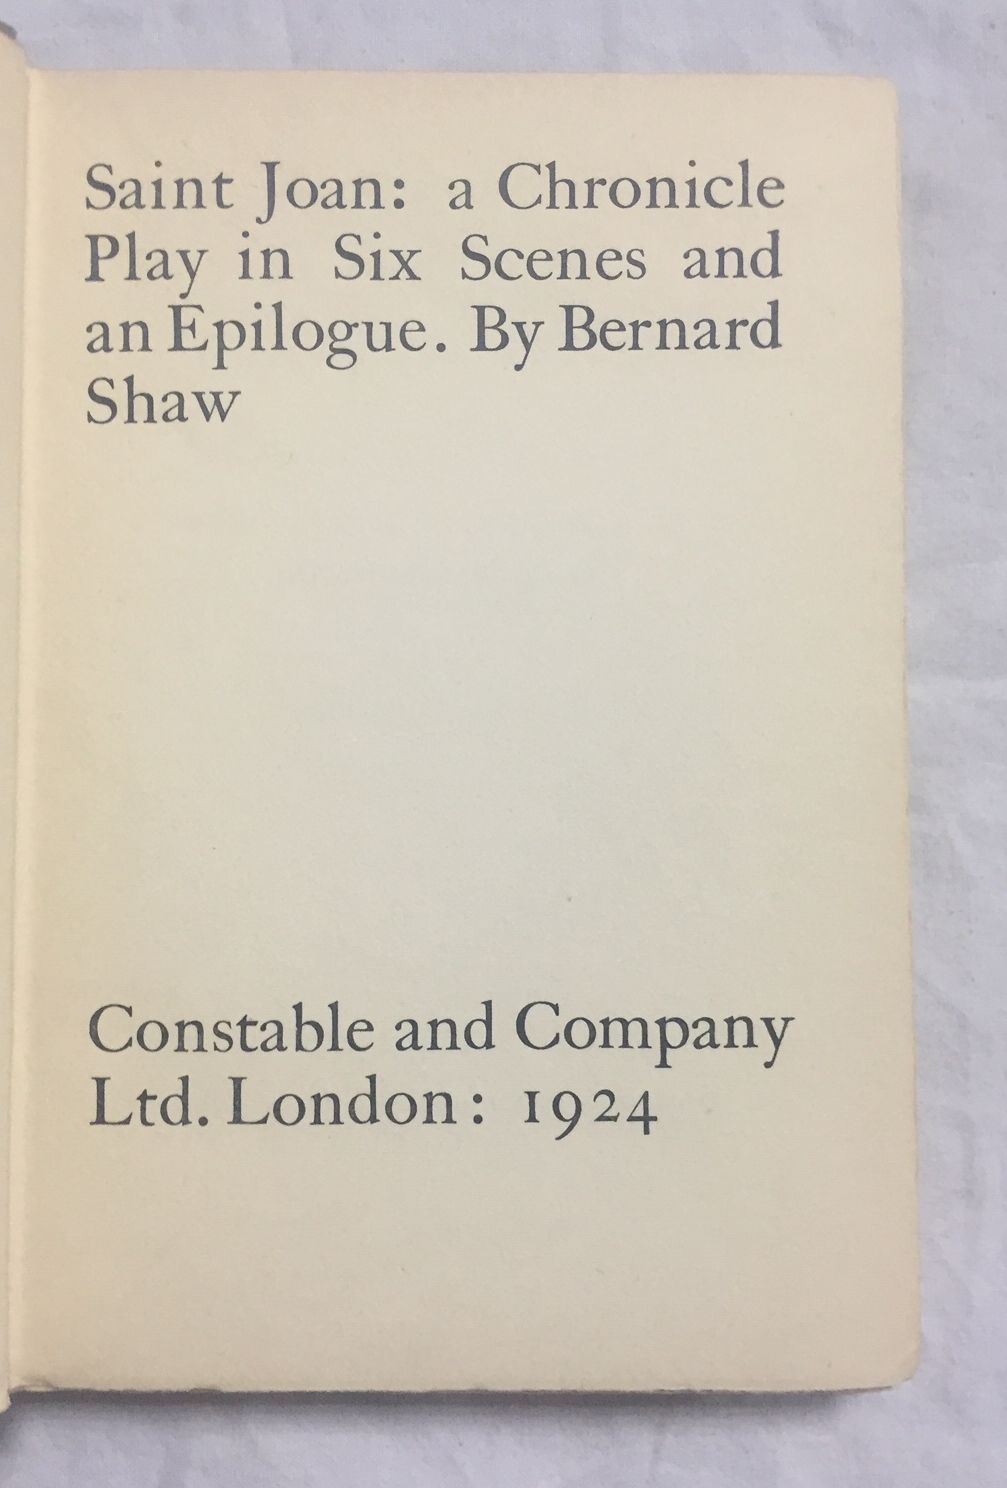 Saint Joan: a Chronicle
Play in Six Scenes and
an Epilogue. By Bernard
Shaw
Constable and Company
Ltd. London: 1924